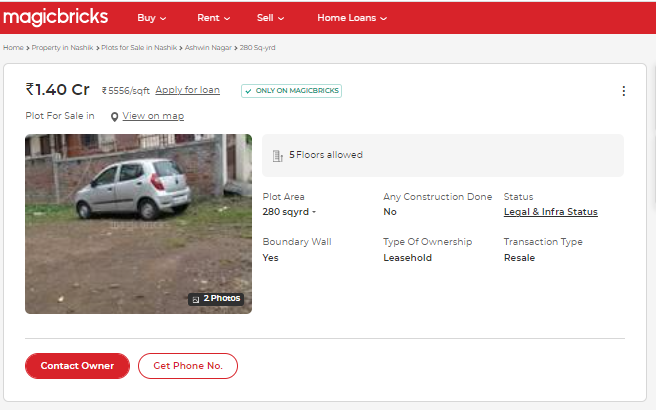 magicbricks Buy Rent Sell Home Loans
Home > Property in Nashik > Plots for Sale in Nashik > Ashwin Nagar > 280 Sq-yrd
₹1.40 Cr ₹5556/sqft Apply for loan ONLY ON MAGICBRICKS
Plot For Sale in View on map
5 Floors allowed
Plot Area Any Construction Done Status
280 sqyrd No Legal & Infra Status
Boundary Wall Type Of Ownership Transaction Type
Yes Leasehold Resale
2 Photos
Contact Owner Get Phone No.